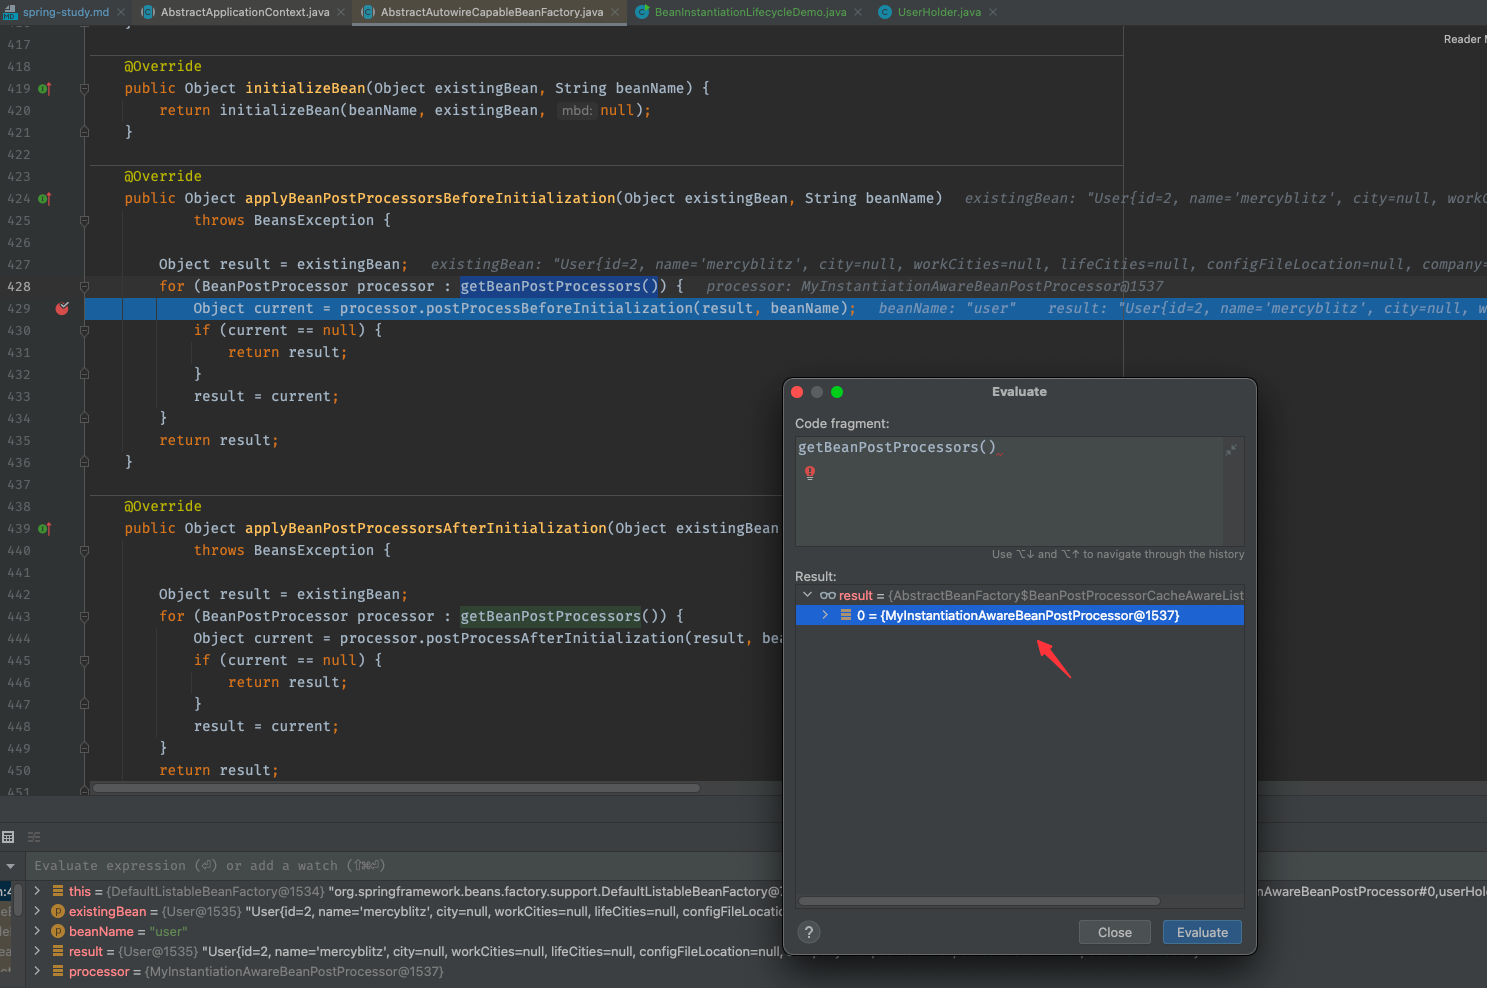 spring-study.md AbstractApplicationContext.java AbstractAutowireCapableBeanFactory.java BeanInstantiationLifecycleDemo.java UserHolder.java
Reader
417
418 @Override
419 public Object initializeBean(Object existingBean, String beanName) {
420 return initializeBean(beanName, existingBean, mbd: null);
421 }
422
423 @Override
424 public Object applyBeanPostProcessorsBeforeInitialization(Object existingBean, String beanName) existingBean: "User{id=2, name='mercyblitz', city=null, workC
425 throws BeansException {
426
427 Object result = existingBean; existingBean: "User{id=2, name='mercyblitz', city=null, workCities=null, lifeCities=null, configFileLocation=null, company=
428 for (BeanPostProcessor processor : getBeanPostProcessors()) { processor: MyInstantiationAwareBeanPostProcessor@1537
429 Object current = processor.postProcessBeforeInitialization(result, beanName); beanName: "user" result: "User{id=2, name='mercyblitz', city=null, w
430 if (current == null) {
431 return result;
432 }
433 result = current;
434 }
435 return result;
436 }
437
438 @Override
439 public Object applyBeanPostProcessorsAfterInitialization(Object existingBean
440 throws BeansException {
441
442 Object result = existingBean;
443 for (BeanPostProcessor processor : getBeanPostProcessors()) {
444 Object current = processor.postProcessAfterInitialization(result, bea
445 if (current == null) {
446 return result;
447 }
448 result = current;
449 }
450 return result;
451
Evaluate
Code fragment:
getBeanPostProcessors()
Use ⌥↓ and ⌥↑ to navigate through the history
Result:
result = {AbstractBeanFactory$BeanPostProcessorCacheAwareList
0 = {MyInstantiationAwareBeanPostProcessor@1537}
? Close Evaluate
Evaluate expression (⏎) or add a watch (⇧⌘⏎)
this = {DefaultListableBeanFactory@1534} "org.springframework.beans.factory.support.DefaultListableBeanFactory@ nAwareBeanPostProcessor#0,userHol
existingBean = {User@1535} "User{id=2, name='mercyblitz', city=null, workCities=null, lifeCities=null, configFileLocatio
beanName = "user"
result = {User@1535} "User{id=2, name='mercyblitz', city=null, workCities=null, lifeCities=null, configFileLocation=null,
processor = {MyInstantiationAwareBeanPostProcessor@1537}